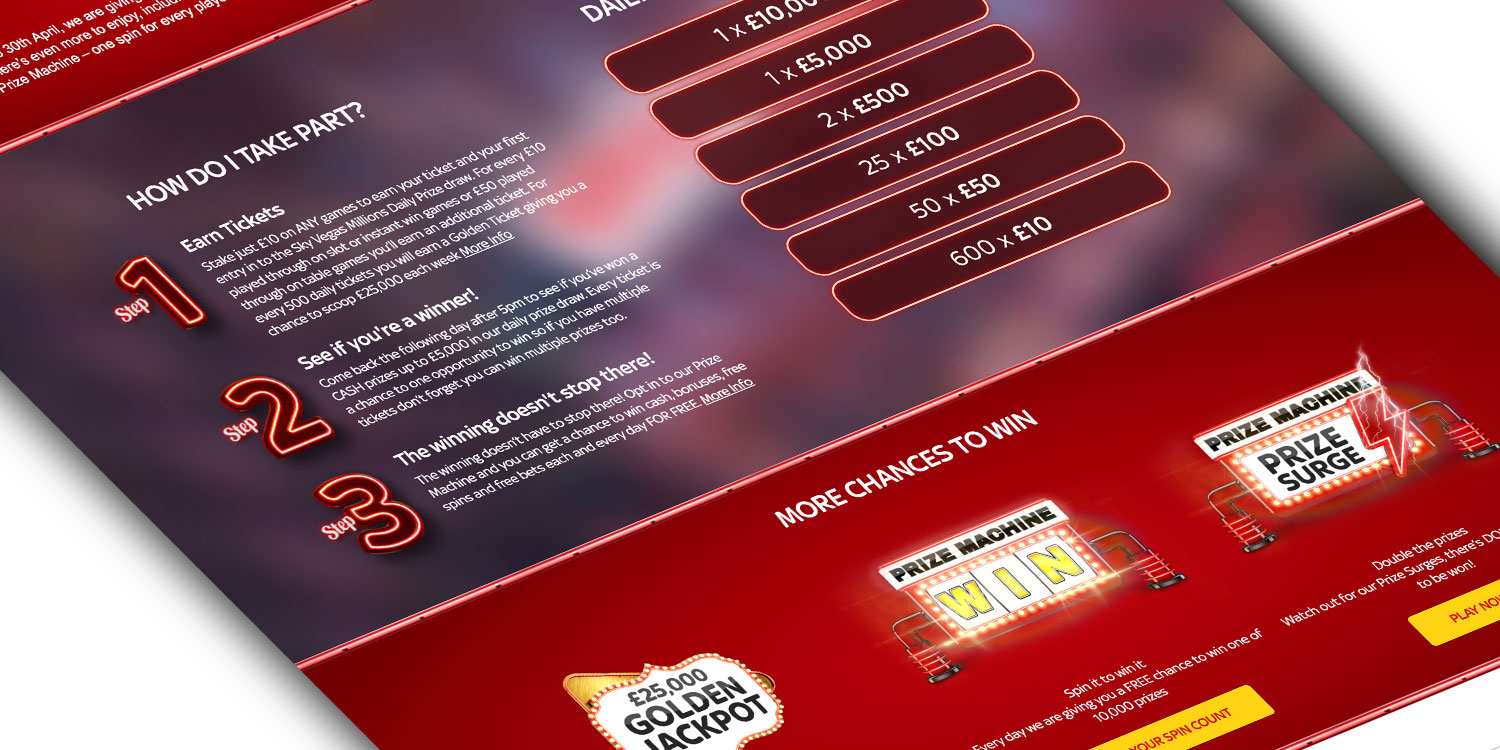 30th April, we are giving
there's even more to enjoy, includ
Prize Machine – one spin for every playe
HOW DO I TAKE PART?
Step 1
Earn Tickets
Stake just £10 on ANY games to earn your ticket and your first
entry in to the Sky Vegas Millions Daily Prize draw. For every £10
played through on slot or instant win games or £50 played
through on table games you'll earn an additional ticket. For
every 500 daily tickets you will earn a Golden Ticket giving you a
chance to scoop £25,000 each week More Info
Step 2
See if you're a winner!
Come back the following day after 5pm to see if you've won a
CASH prizes up to £5,000 in our daily prize draw. Every ticket is
a chance to one opportunity to win so if you have multiple
tickets don't forget you can win multiple prizes too.
Step 3
The winning doesn't stop there!
The winning doesn't have to stop there! Opt in to our Prize
Machine and you can get a chance to win cash, bonuses, free
spins and free bets each and every day FOR FREE. More Info
DAIL
1 x £10,00
1 x £5,000
2 x £500
25 x £100
50 x £50
600 x £10
MORE CHANCES TO WIN
£25,000
GOLDEN
JACKPOT
PRIZE MACHINE
WIN
Spin it to win it
Every day we are giving you a FREE chance to win one of
10,000 prizes
YOUR SPIN COUNT
PRIZE MACHINE
PRIZE
SURGE
Double the prizes
Watch out for our Prize Surges, there's DO
to be won!
PLAY NO